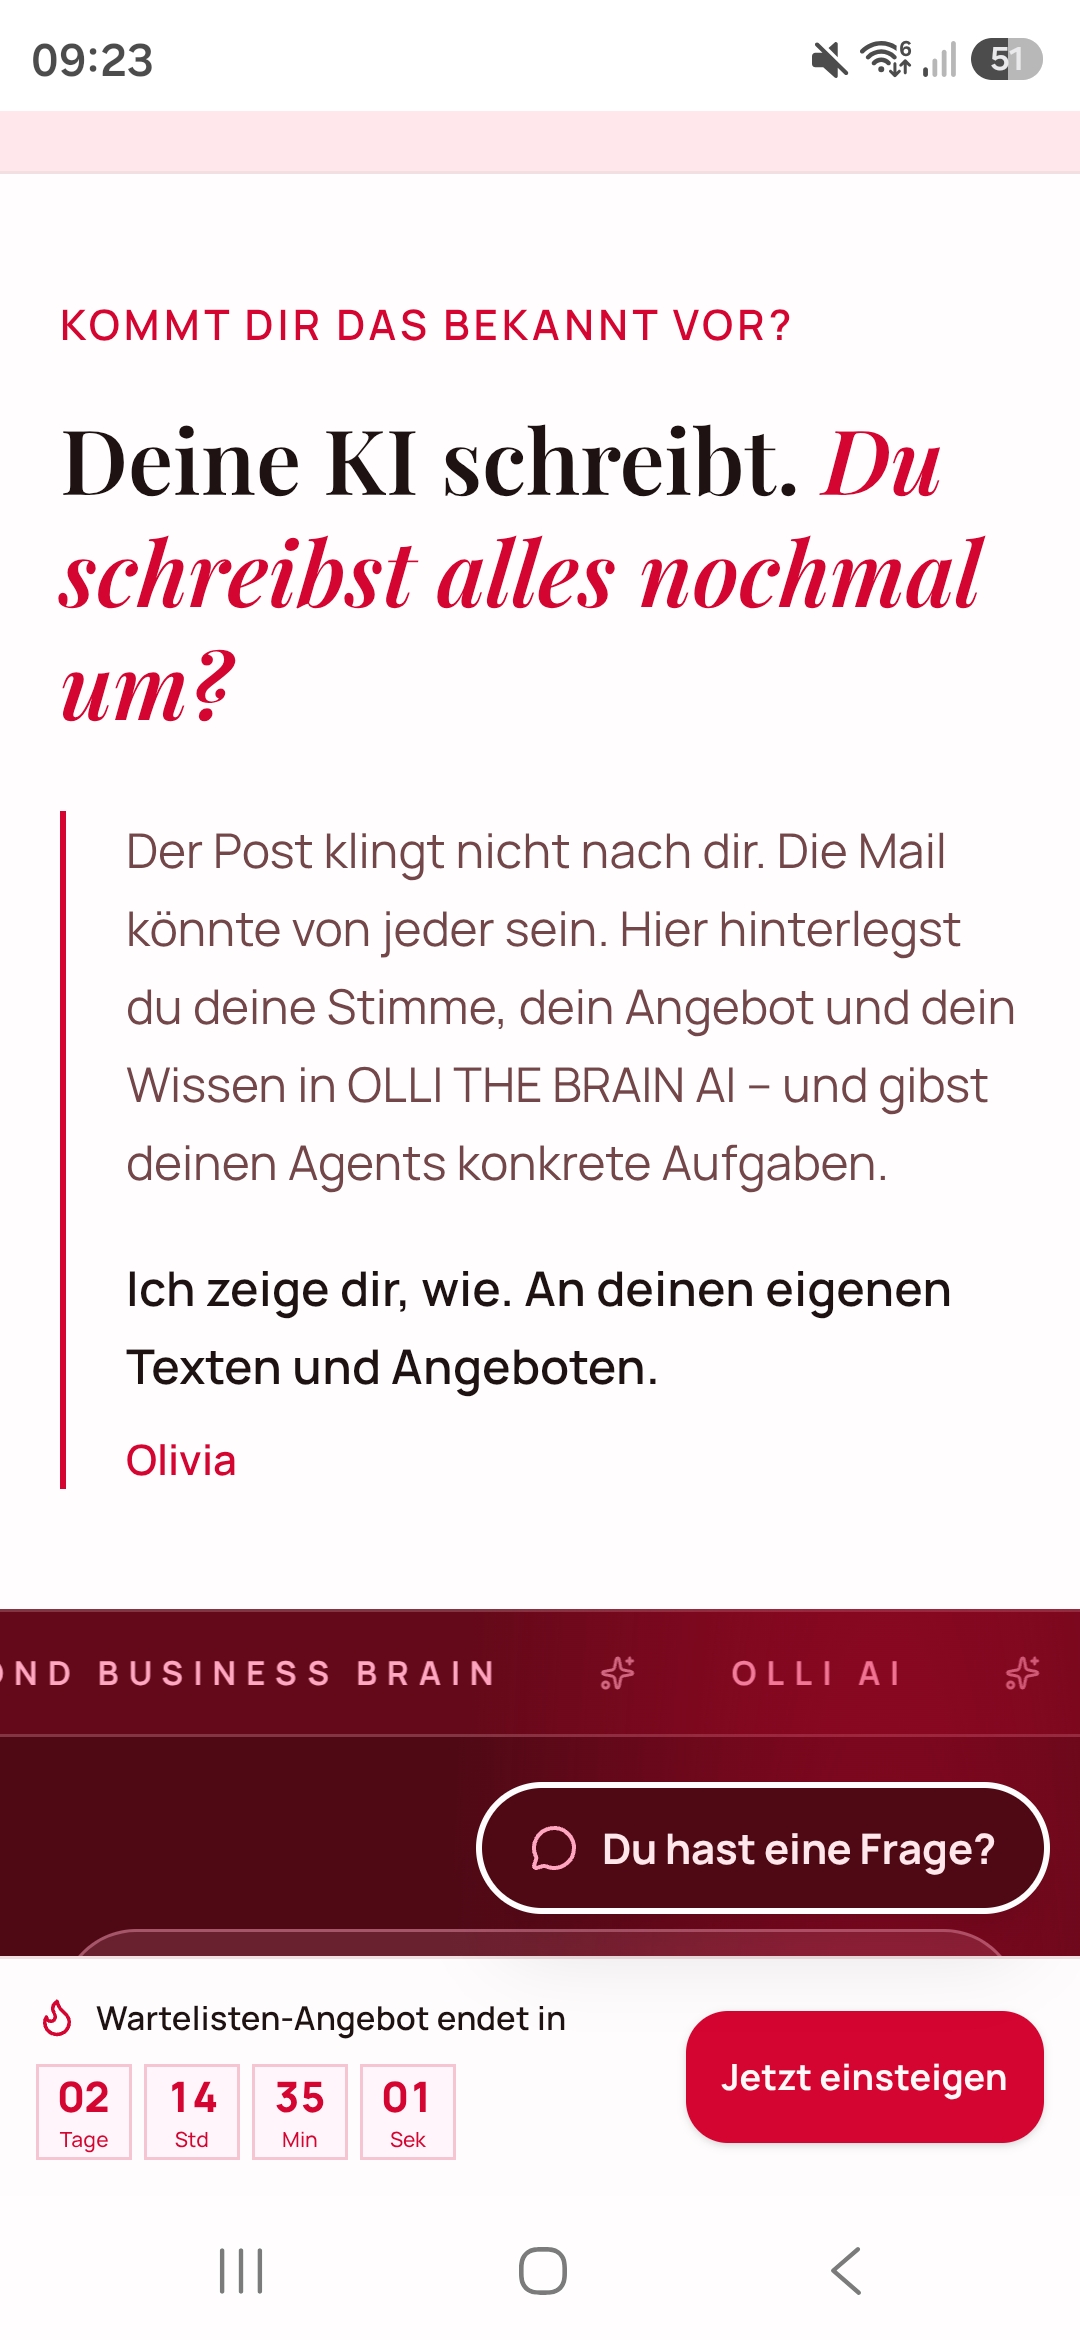 09:23
6
51
KOMMT DIR DAS BEKANNT VOR?
Deine KI schreibt. Du
schreibst alles nochmal
um?
Der Post klingt nicht nach dir. Die Mail
könnte von jeder sein. Hier hinterlegst
du deine Stimme, dein Angebot und dein
Wissen in OLLI THE BRAIN AI – und gibst
deinen Agents konkrete Aufgaben.
Ich zeige dir, wie. An deinen eigenen
Texten und Angeboten.
Olivia
OND BUSINESS BRAIN OLLI AI
Du hast eine Frage?
Wartelisten-Angebot endet in
02 14 35 01
Tage Std Min Sek
Jetzt einsteigen